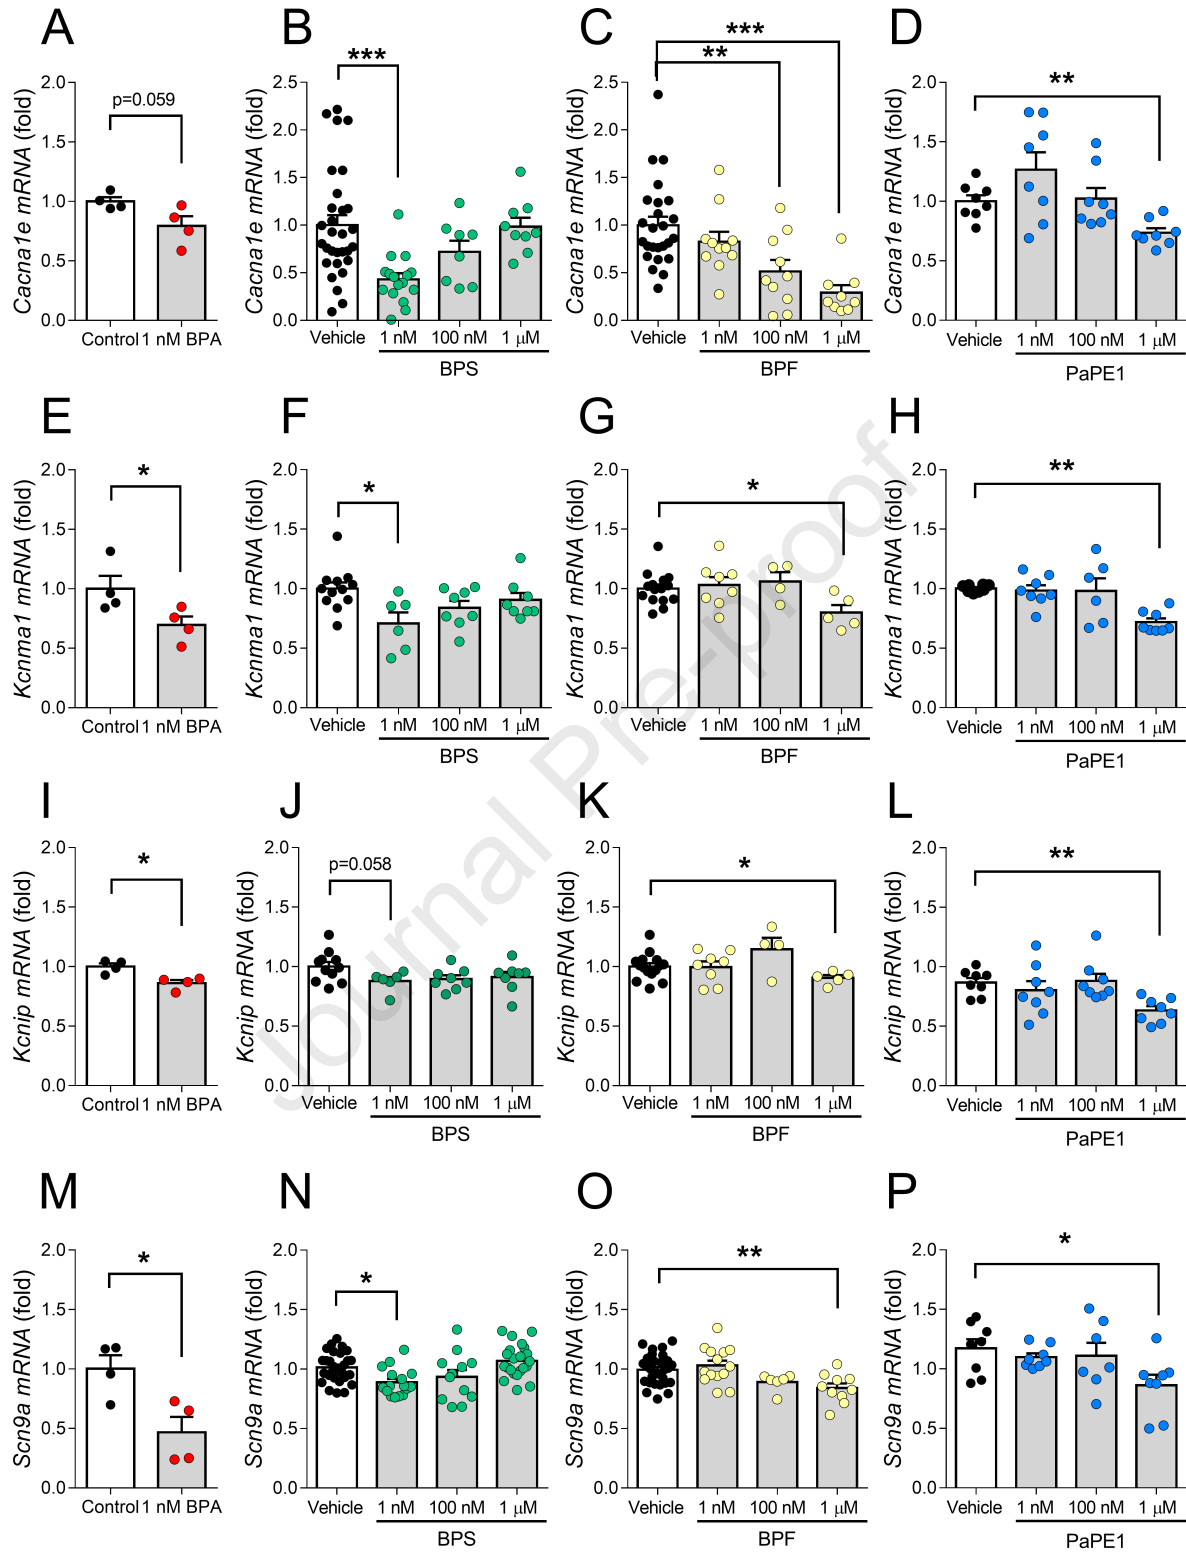 A B C D
*** *** ** **
p=0.059
Cacna1e mRNA (fold) Cacna1e mRNA (fold) Cacna1e mRNA (fold) Cacna1e mRNA (fold)
2.0 2.5 2.5 2.0
1.5 2.0 2.0 1.5
1.0 1.5 1.5 1.0
0.5 1.0 1.0 0.5
0.0 0.5 0.5 0.0
0.0 0.0
Control 1 nM BPA Vehicle 1 nM 100 nM 1 μM Vehicle 1 nM 100 nM 1 μM Vehicle 1 nM 100 nM 1 μM
BPS BPF PaPE1
E F G H
* * * **
Kcnma1 mRNA (fold) Kcnma1 mRNA (fold) Kcnma1 mRNA (fold) Kcnma1 mRNA (fold)
2.0 2.0 2.0 2.0
1.5 1.5 1.5 1.5
1.0 1.0 1.0 1.0
0.5 0.5 0.5 0.5
0.0 0.0 0.0 0.0
Control 1 nM BPA Vehicle 1 nM 100 nM 1 μM Vehicle 1 nM 100 nM 1 μM Vehicle 1 nM 100 nM 1 μM
BPS BPF PaPE1
Journal Pre-proof
I J K L
* p=0.058 * **
Kcnip mRNA (fold) Kcnip mRNA (fold) Kcnip mRNA (fold) Kcnip mRNA (fold)
2.0 2.0 2.0 2.0
1.5 1.5 1.5 1.5
1.0 1.0 1.0 1.0
0.5 0.5 0.5 0.5
0.0 0.0 0.0 0.0
Control 1 nM BPA Vehicle 1 nM 100 nM 1 μM Vehicle 1 nM 100 nM 1 μM Vehicle 1 nM 100 nM 1 μM
BPS BPF PaPE1
M N O P
* * ** *
Scn9a mRNA (fold) Scn9a mRNA (fold) Scn9a mRNA (fold) Scn9a mRNA (fold)
2.0 2.0 2.0 2.0
1.5 1.5 1.5 1.5
1.0 1.0 1.0 1.0
0.5 0.5 0.5 0.5
0.0 0.0 0.0 0.0
Control 1 nM BPA Vehicle 1 nM 100 nM 1 μM Vehicle 1 nM 100 nM 1 μM Vehicle 1 nM 100 nM 1 μM
BPS BPF PaPE1